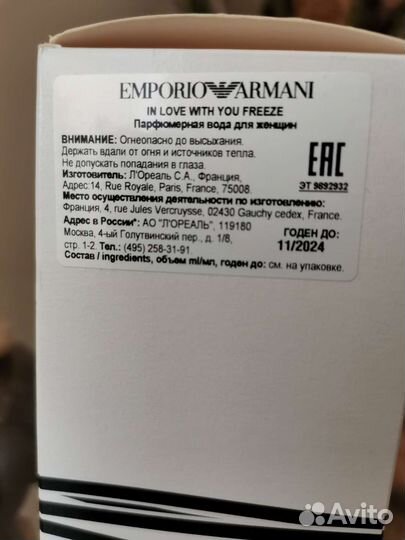 EMPORIO ARMANI
IN LOVE WITH YOU FREEZE
Парфюмерная вода для женщин
ВНИМАНИЕ: Огнеопасно до высыхания.
Держать вдали от огня и источников тепла.
Не допускать попадания в глаза.
Изготовитель: Л'Ореаль С.А., Франция,
Адрес:14, Rue Royale, Paris, France, 75008.
EAC
ЭТ 9892932
Место осуществления деятельности по изготовлению:
Франция, 4, rue Jules Vercruysse, 02430 Gauchy cedex, France.
Адрес в России*: АО "Л'ОРЕАЛЬ", 119180
Москва, 4-ый Голутвинский пер., д. 1/8,
стр. 1-2. Тел.: (495) 258-31-91.
ГОДЕН ДО:
11/2024
Состав / ingredients, объем ml/мл, годен до: см. на упаковке.
Avito